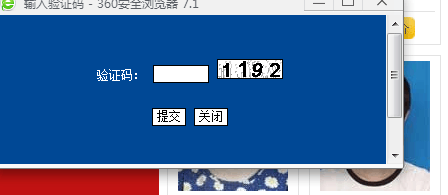 输入验证码 - 360安全浏览器 7.1
验证码： 1192
提交 关闭
个